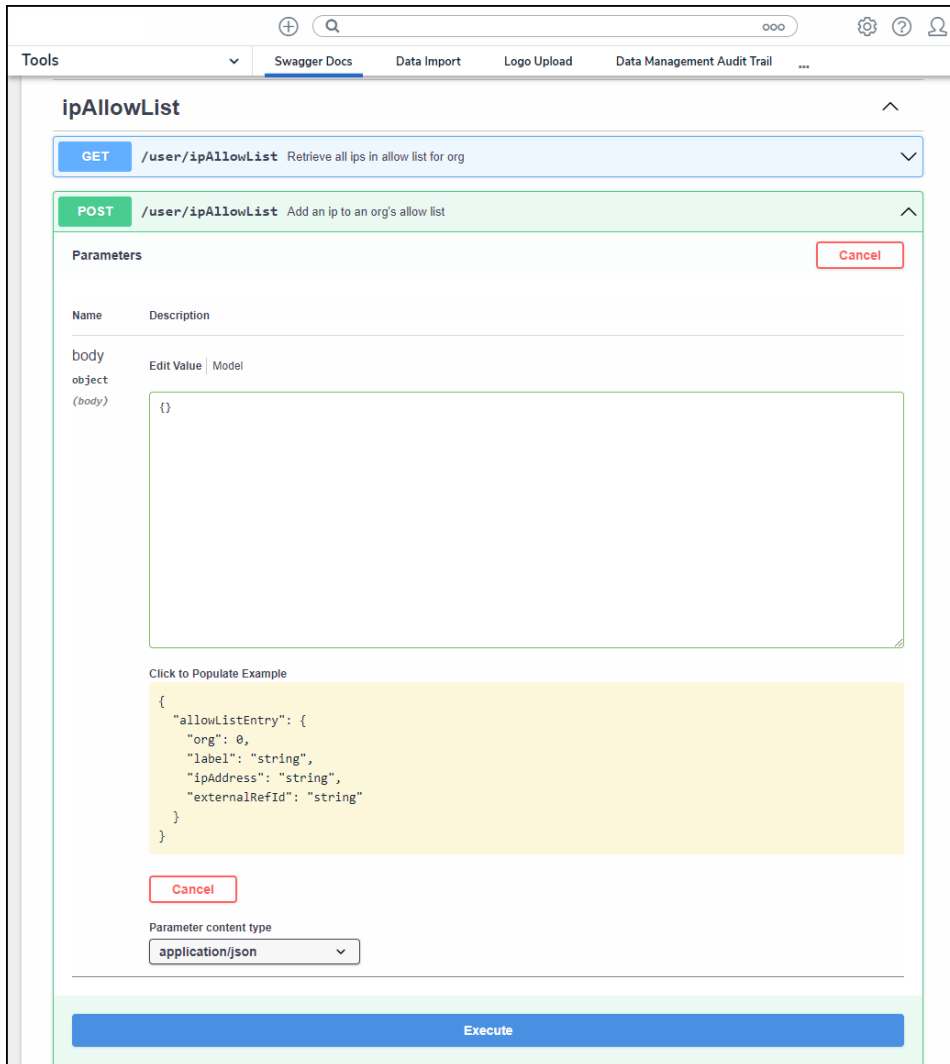 Tools
Swagger Docs Data Import Logo Upload Data Management Audit Trail ...
ipAllowList
GET /user/ipAllowList Retrieve all ips in allow list for org
POST /user/ipAllowList Add an ip to an org's allow list
Parameters Cancel
Name Description
body
object
(body)
Edit Value Model
{}
Click to Populate Example
{
  "allowListEntry": {
    "org": 0,
    "label": "string",
    "ipAddress": "string",
    "externalRefId": "string"
  }
}
Cancel
Parameter content type
application/json
Execute